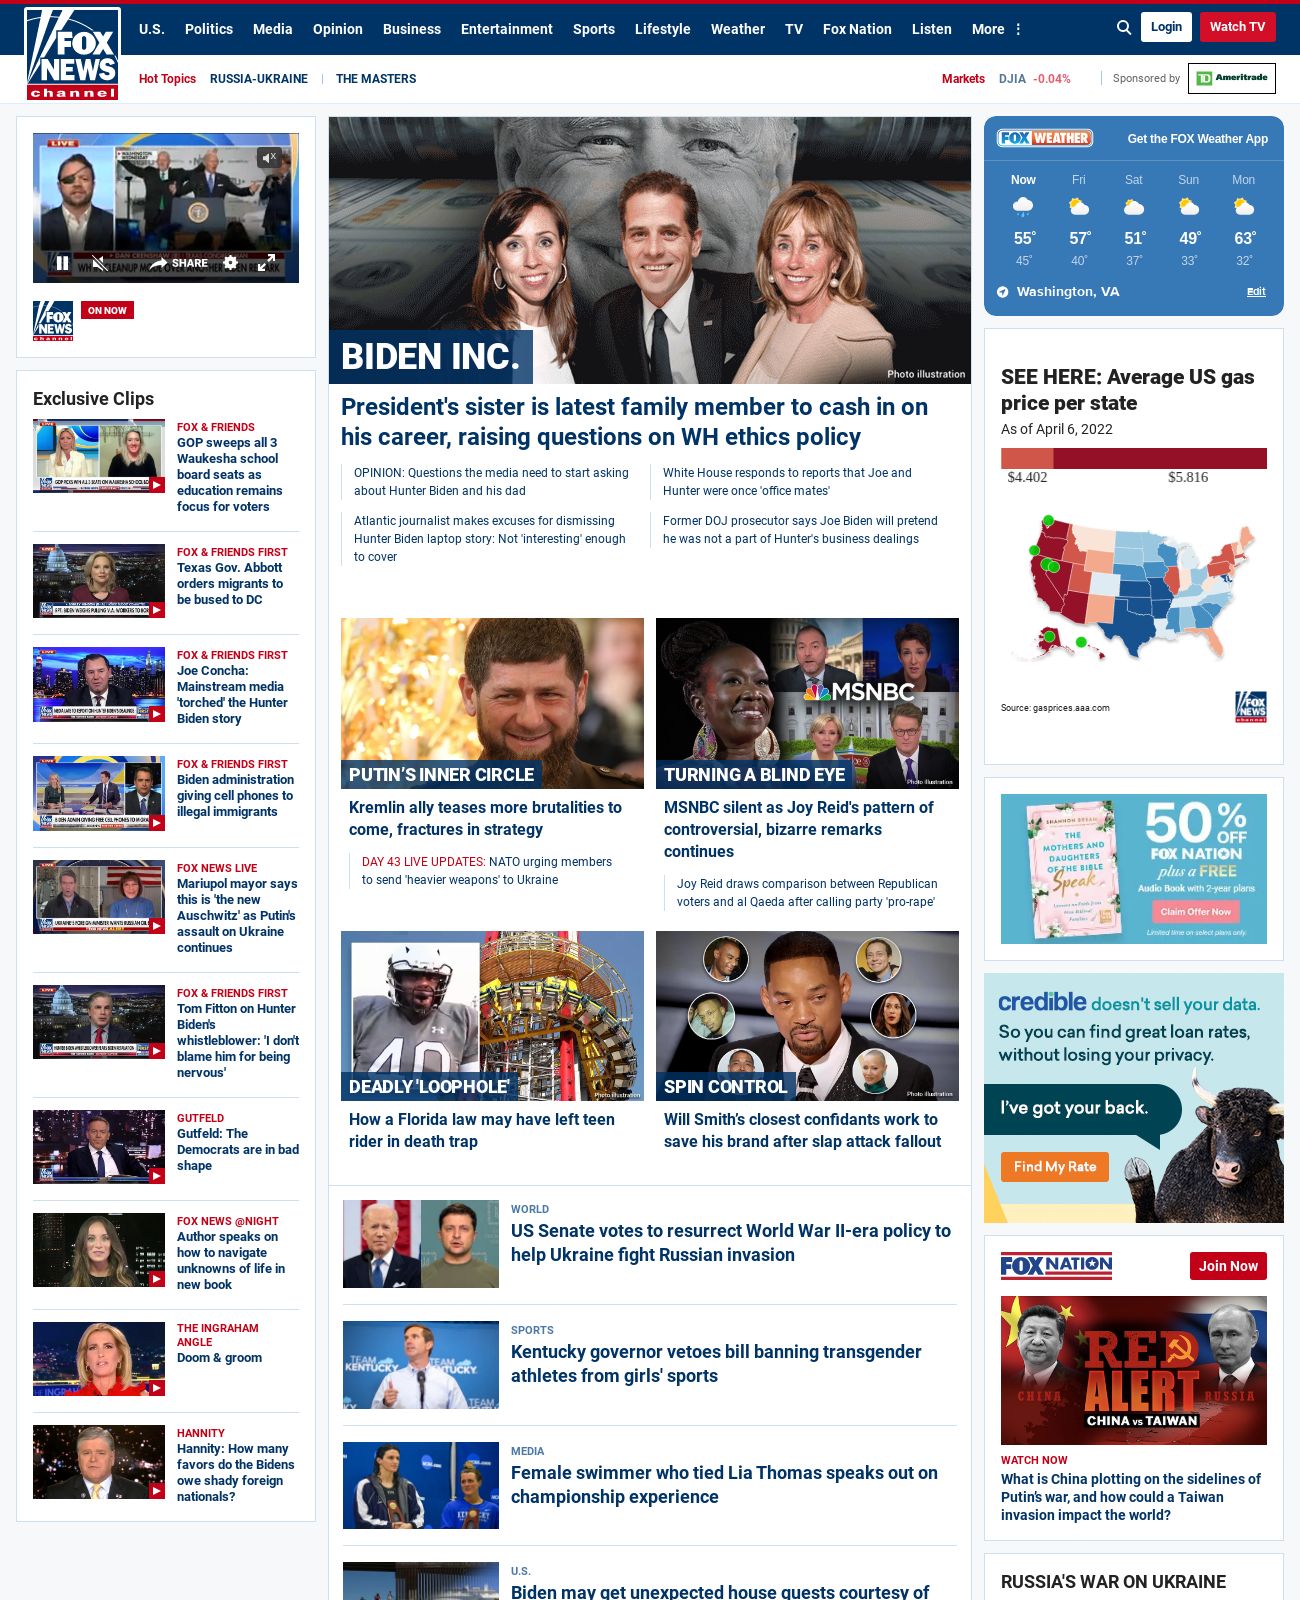 U.S. Politics Media Opinion Business Entertainment Sports Lifestyle Weather TV Fox Nation Listen More
Login
Watch TV
FOX
NEWS
channel
Hot Topics RUSSIA-UKRAINE THE MASTERS
Markets DJIA -0.04% Sponsored by Ameritrade
LIVE
SHARE
FOX
NEWS
channel
ON NOW
Exclusive Clips
FOX & FRIENDS
GOP sweeps all 3
Waukesha school
board seats as
education remains
focus for voters
FOX & FRIENDS FIRST
Texas Gov. Abbott
orders migrants to
be bused to DC
FOX & FRIENDS FIRST
Joe Concha:
Mainstream media
'torched' the Hunter
Biden story
FOX & FRIENDS FIRST
Biden administration
giving cell phones to
illegal immigrants
FOX NEWS LIVE
Mariupol mayor says
this is 'the new
Auschwitz' as Putin's
assault on Ukraine
continues
FOX & FRIENDS FIRST
Tom Fitton on Hunter
Biden's
whistleblower: 'I don't
blame him for being
nervous'
GUTFELD
Gutfeld: The
Democrats are in bad
shape
FOX NEWS @NIGHT
Author speaks on
how to navigate
unknowns of life in
new book
THE INGRAHAM
ANGLE
Doom & groom
HANNITY
Hannity: How many
favors do the Bidens
owe shady foreign
nationals?
BIDEN INC.
Photo illustration
President's sister is latest family member to cash in on
his career, raising questions on WH ethics policy
OPINION: Questions the media need to start asking
about Hunter Biden and his dad
White House responds to reports that Joe and
Hunter were once 'office mates'
Atlantic journalist makes excuses for dismissing
Hunter Biden laptop story: Not 'interesting' enough
to cover
Former DOJ prosecutor says Joe Biden will pretend
he was not a part of Hunter's business dealings
PUTIN'S INNER CIRCLE
Kremlin ally teases more brutalities to
come, fractures in strategy
DAY 43 LIVE UPDATES: NATO urging members
to send 'heavier weapons' to Ukraine
MSNBC
Photo illustration
TURNING A BLIND EYE
MSNBC silent as Joy Reid's pattern of
controversial, bizarre remarks
continues
Joy Reid draws comparison between Republican
voters and al Qaeda after calling party 'pro-rape'
40
Photo illustration
DEADLY 'LOOPHOLE'
How a Florida law may have left teen
rider in death trap
Photo illustration
SPIN CONTROL
Will Smith's closest confidants work to
save his brand after slap attack fallout
WORLD
US Senate votes to resurrect World War II-era policy to
help Ukraine fight Russian invasion
TEAM
KENTUCKY
TEAM
KENTUCKY
SPORTS
Kentucky governor vetoes bill banning transgender
athletes from girls' sports
MEDIA
Female swimmer who tied Lia Thomas speaks out on
championship experience
U.S.
Biden may get unexpected house guests courtesy of
FOX WEATHER
Get the FOX Weather App
Now Fri Sat Sun Mon
55° 57° 51° 49° 63°
45° 40° 37° 33° 32°
Washington, VA
Edit
SEE HERE: Average US gas
price per state
As of April 6, 2022
$4.402 $5.816
Source: gasprices.aaa.com
FOX
NEWS
channel
SHANNON BREAM
THE
MOTHERS AND
DAUGHTERS
OF THE BIBLE
Speak
50% OFF
FOX NATION
plus a FREE
Audio Book with 2-year plans
Claim Offer Now
Limited time on select plans only.
credible doesn't sell your data.
So you can find great loan rates,
without losing your privacy.
I've got your back.
Find My Rate
FOX NATION
Join Now
RED
ALERT
CHINA
RUSSIA
CHINA vs TAIWAN
WATCH NOW
What is China plotting on the sidelines of
Putin's war, and how could a Taiwan
invasion impact the world?
RUSSIA'S WAR ON UKRAINE